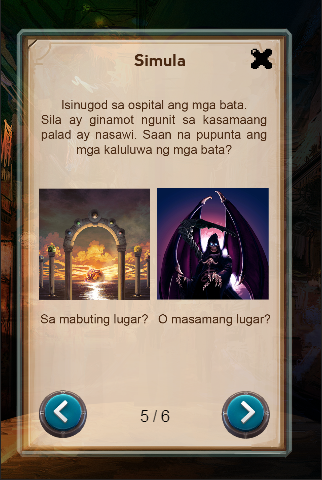 Simula
Isinugod sa ospital ang mga bata.
Sila ay ginamot ngunit sa kasamaang
palad ay nasawi. Saan na pupunta ang
mga kaluluwa ng mga bata?
Sa mabuting lugar? O masamang lugar?
5 / 6